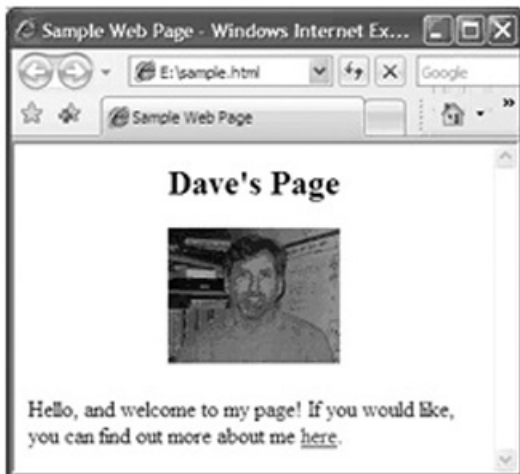 Sample Web Page - Windows Internet Ex...
E:\sample.html
Google
Sample Web Page
»
Dave's Page
Hello, and welcome to my page! If you would like,
you can find out more about me here.